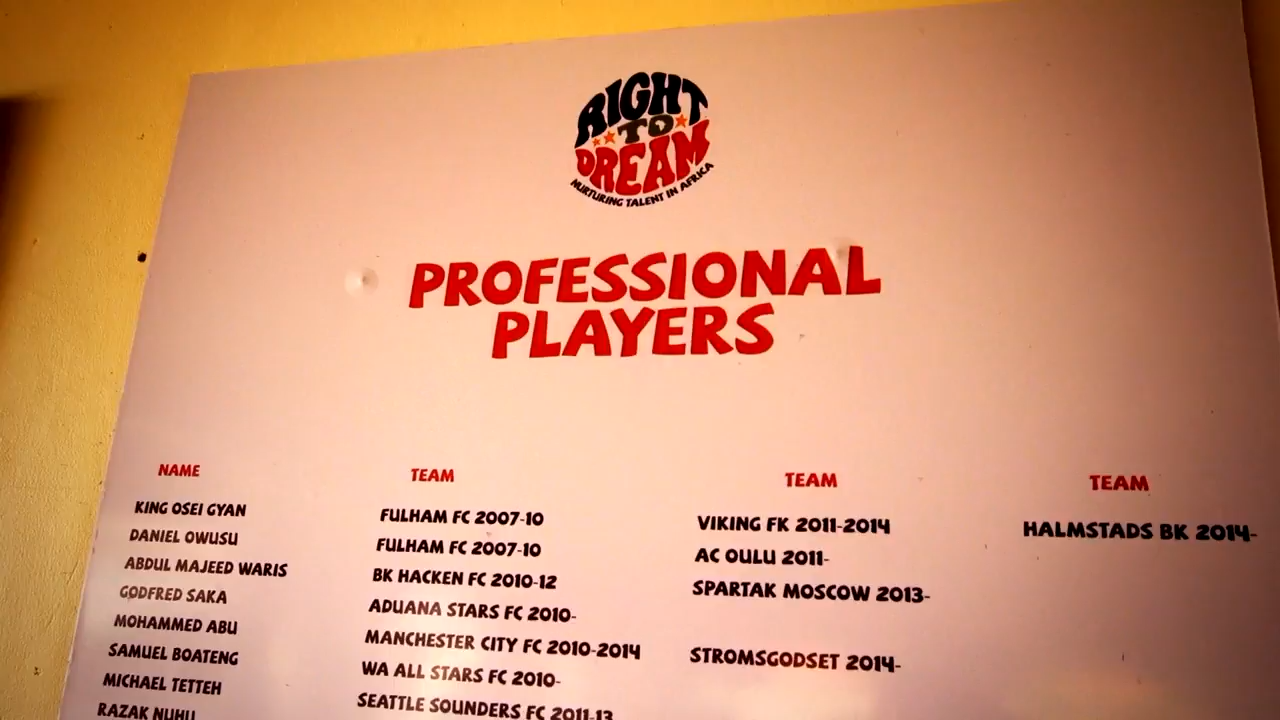 RIGHT
TO
DREAM
NURTURING TALENT IN AFRICA
PROFESSIONAL
PLAYERS
NAME TEAM TEAM TEAM
KING OSEI GYAN FULHAM FC 2007-10 VIKING FK 2011-2014 HALMSTADS BK 2014-
DANIEL OWUSU FULHAM FC 2007-10 AC OULU 2011-
ABDUL MAJEED WARIS BK HACKEN FC 2010-12 SPARTAK MOSCOW 2013-
GODFRED SAKA ADUANA STARS FC 2010-
MOHAMMED ABU MANCHESTER CITY FC 2010-2014 STROMSGODSET 2014-
SAMUEL BOATENG WA ALL STARS FC 2010-
MICHAEL TETTEH SEATTLE SOUNDERS FC 2011-13
RAZAK NUHU